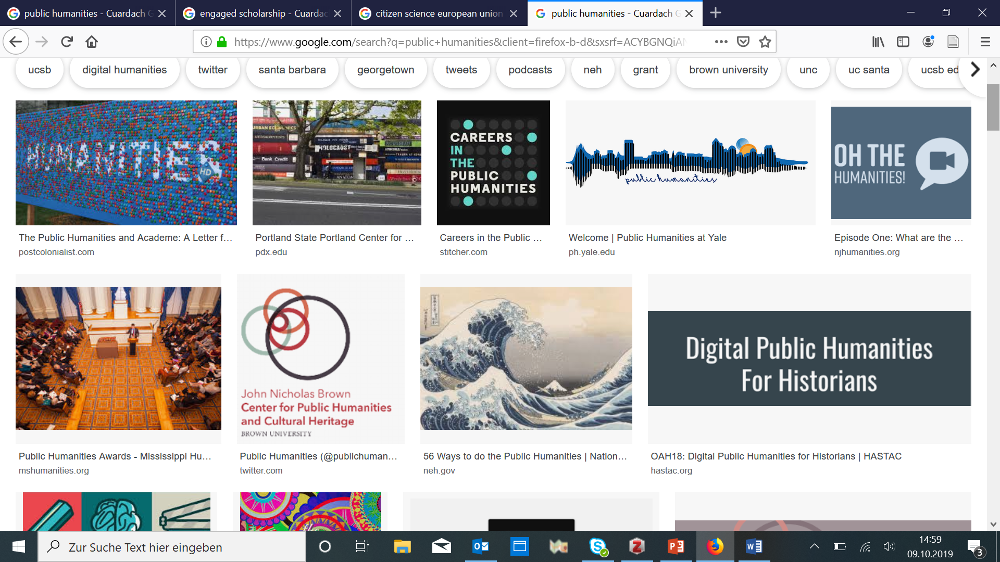 public humanities - Cuardach G
engaged scholarship - Cuardac
citizen science european union
public humanities - Cuardach G
https://www.google.com/search?q=public+humanities&client=firefox-b-d&sxsrf=ACYBGNQiAN
ucsb
digital humanities
twitter
santa barbara
georgetown
tweets
podcasts
neh
grant
brown university
unc
uc santa
ucsb ed
HUMANITIES
HD
URBAN ECONOMICS
METAMORPHOSIS
HOLOCAUST
ROUSSEAU
Bank Credit
ANATOMY
CAREERS
IN
THE
PUBLIC
HUMANITIES
public humanities
OH THE
HUMANITIES!
The Public Humanities and Academe: A Letter f...
postcolonialist.com
Portland State Portland Center for ...
pdx.edu
Careers in the Public ...
stitcher.com
Welcome | Public Humanities at Yale
ph.yale.edu
Episode One: What are the ...
njhumanities.org
John Nicholas Brown
Center for Public Humanities
and Cultural Heritage
BROWN UNIVERSITY
Digital Public Humanities
For Historians
Public Humanities Awards - Mississippi Hu...
mshumanities.org
Public Humanities (@publichuman...
twitter.com
56 Ways to do the Public Humanities | Nation...
neh.gov
OAH18: Digital Public Humanities for Historians | HASTAC
hastac.org
Zur Suche Text hier eingeben
14:59
09.10.2019
3